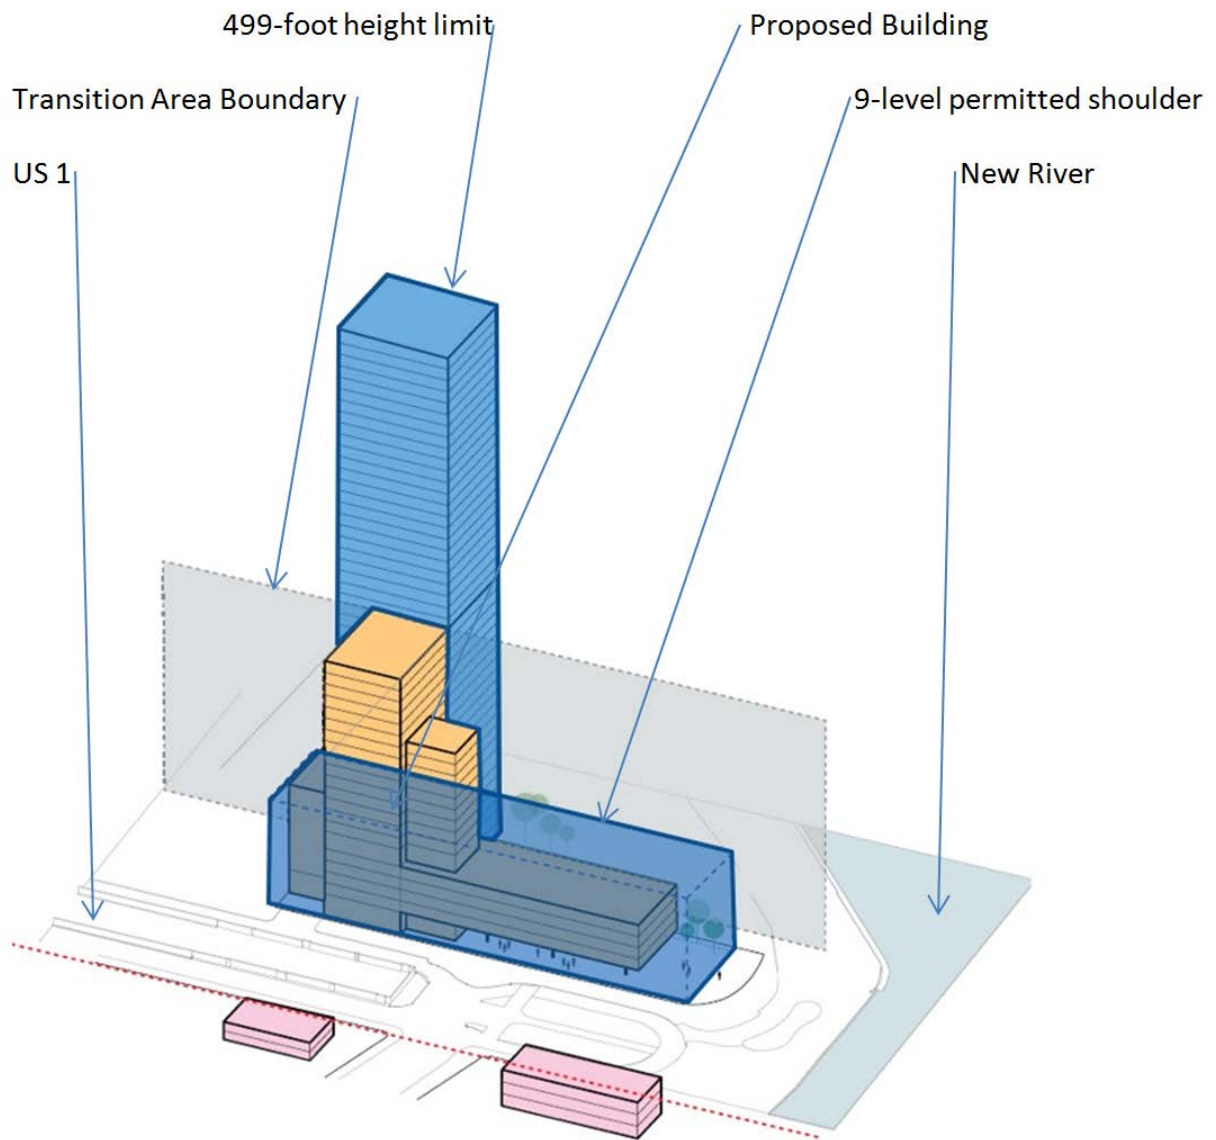 499-foot height limit
Proposed Building
Transition Area Boundary
9-level permitted shoulder
US 1
New River